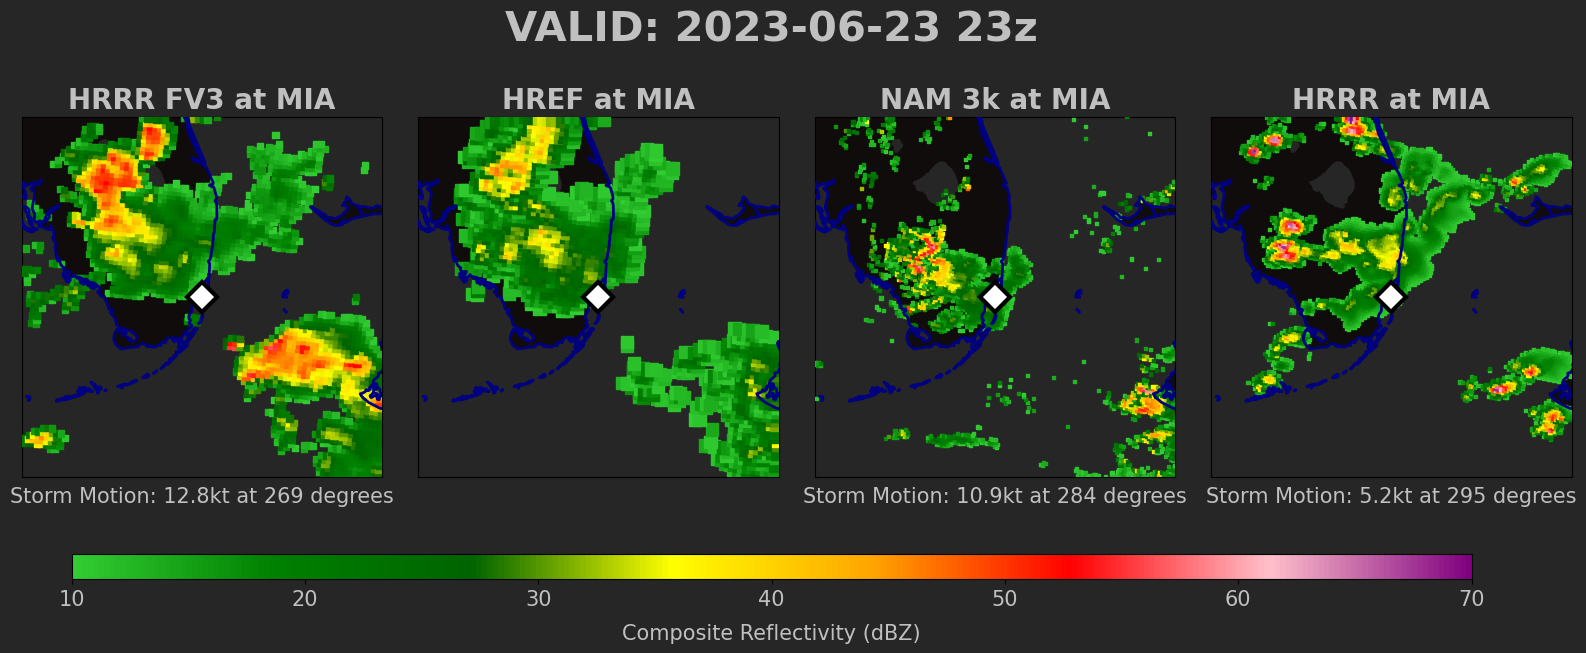 VALID: 2023-06-23 23z
HRRR FV3 at MIA
HREF at MIA
NAM 3k at MIA
HRRR at MIA
Storm Motion: 12.8kt at 269 degrees
Storm Motion: 10.9kt at 284 degrees
Storm Motion: 5.2kt at 295 degrees
10 20 30 40 50 60 70
Composite Reflectivity (dBZ)